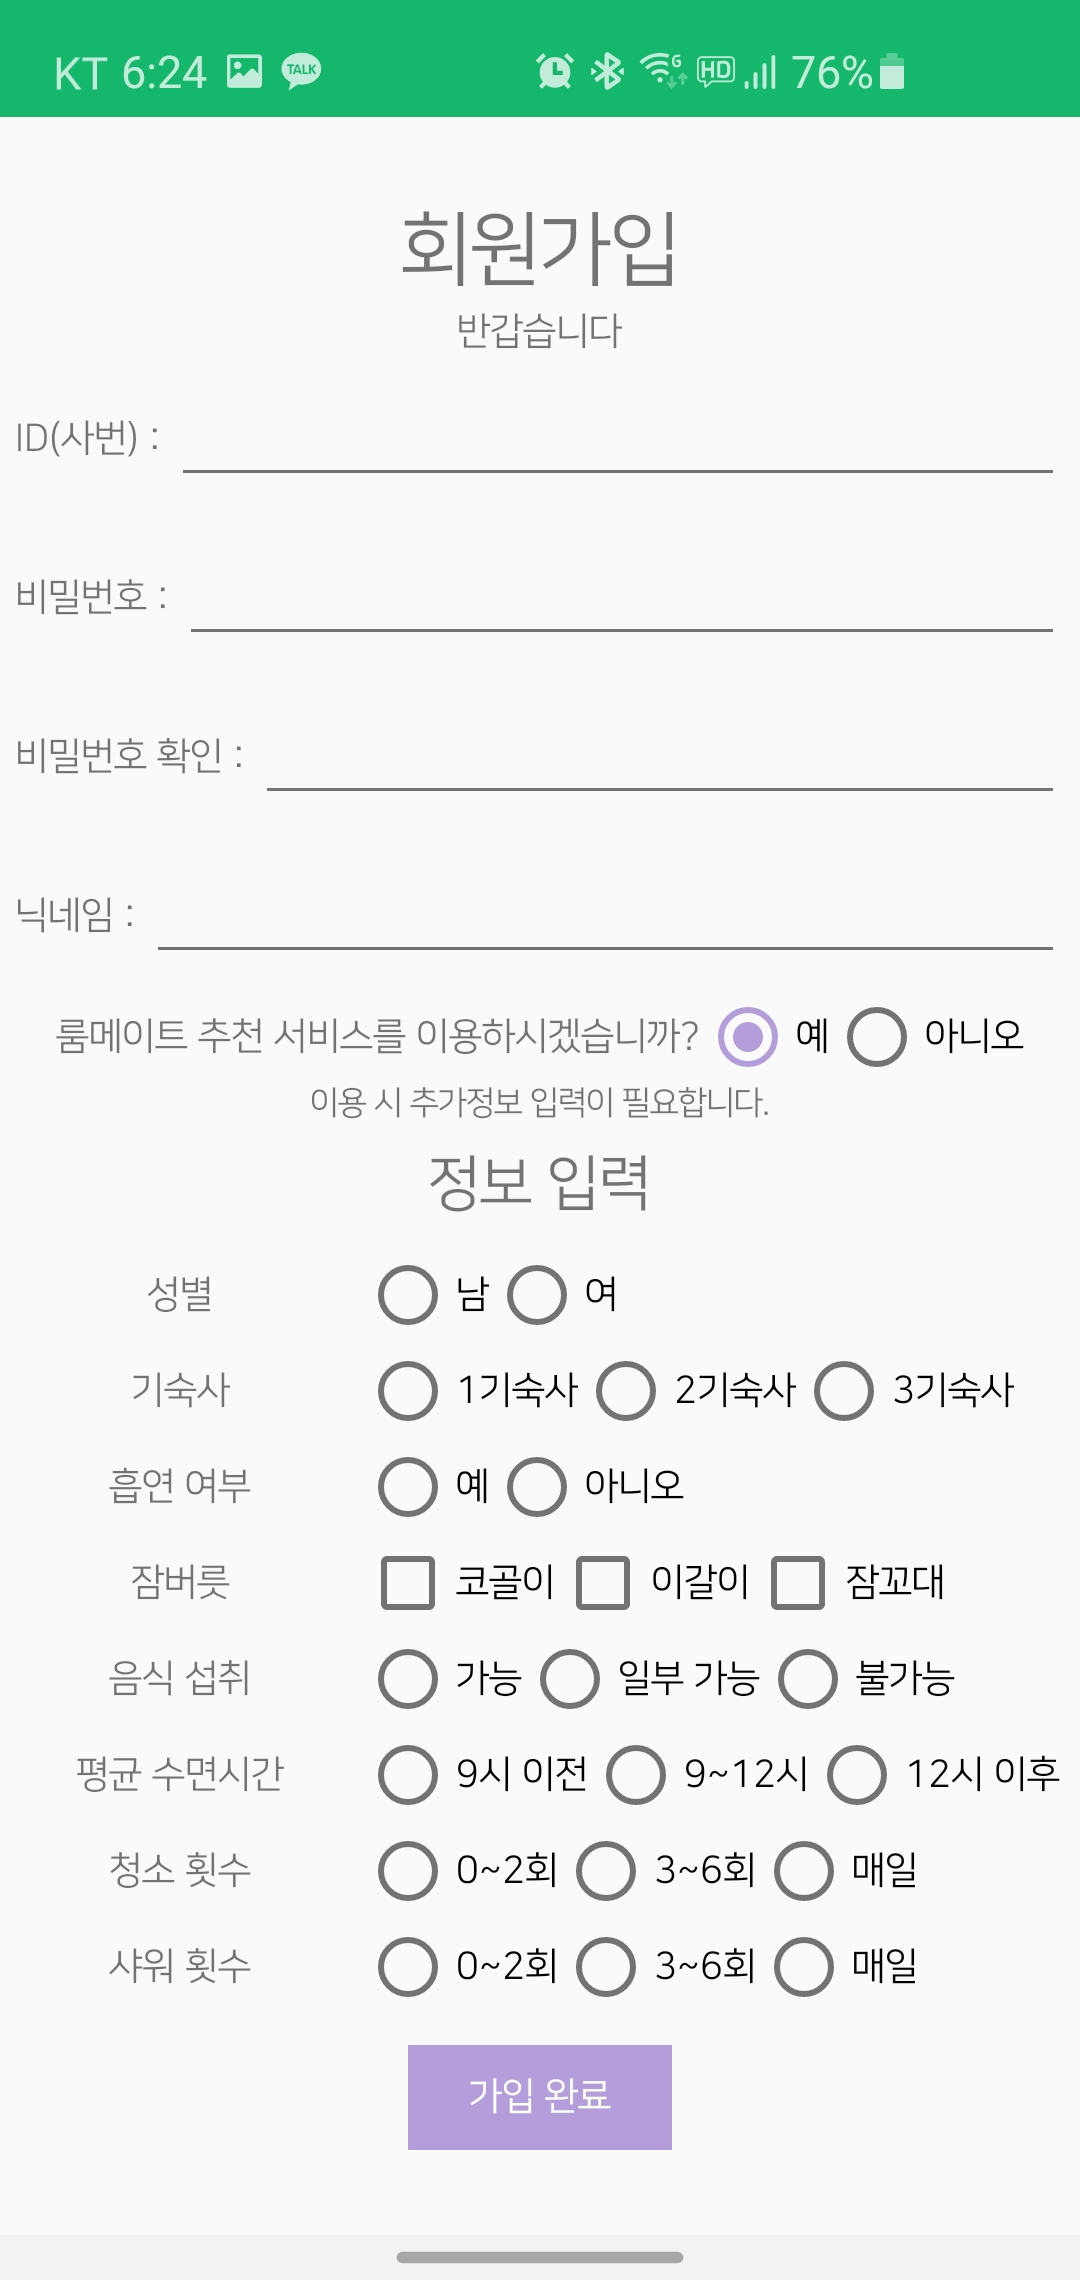 KT 6:24 TALK G HD 76%
회원가입
반갑습니다
ID(사번) :
비밀번호 :
비밀번호 확인 :
닉네임 :
룸메이트 추천 서비스를 이용하시겠습니까? 예 아니오
이용 시 추가정보 입력이 필요합니다.
정보 입력
성별 남 여
기숙사 1기숙사 2기숙사 3기숙사
흡연 여부 예 아니오
잠버릇 코골이 이갈이 잠꼬대
음식 섭취 가능 일부 가능 불가능
평균 수면시간 9시 이전 9~12시 12시 이후
청소 횟수 0~2회 3~6회 매일
샤워 횟수 0~2회 3~6회 매일
가입 완료